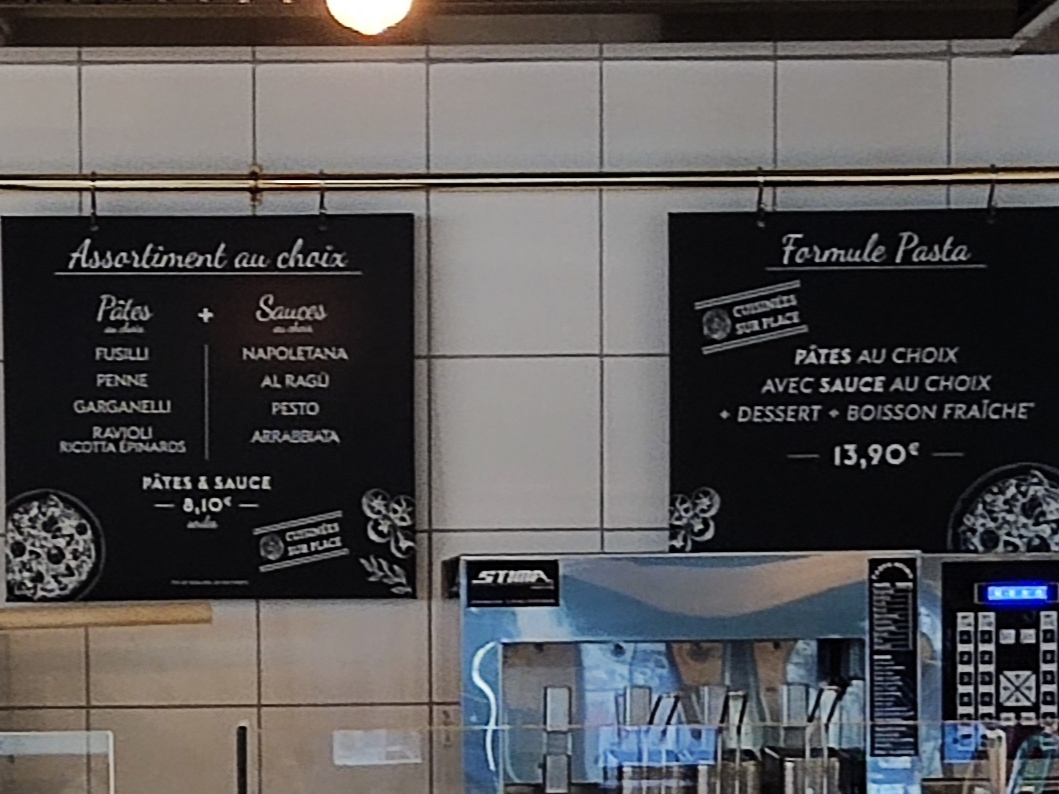 Assortiment au choix
Pâtes + Sauces
au choix au choix
FUSILLI
PENNE
GARGANELLI
RAVIOLI
RICOTTA ÉPINARDS
NAPOLETANA
AL RAGÙ
PESTO
ARRABBIATA
PÂTES & SAUCE
8,10€
seules
CUISINÉES
SUR PLACE
Formule Pasta
CUISINÉES
SUR PLACE
PÂTES AU CHOIX
AVEC SAUCE AU CHOIX
+ DESSERT + BOISSON FRAÎCHE*
13,90€
STIMA